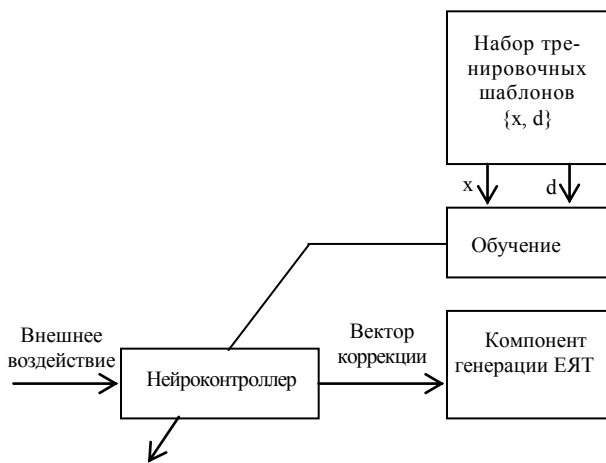 Набор тре-
нировочных
шаблонов
{x, d}
x
d
Обучение
Внешнее
воздействие
Нейроконтроллер
Вектор
коррекции
Компонент
генерации ЕЯТ